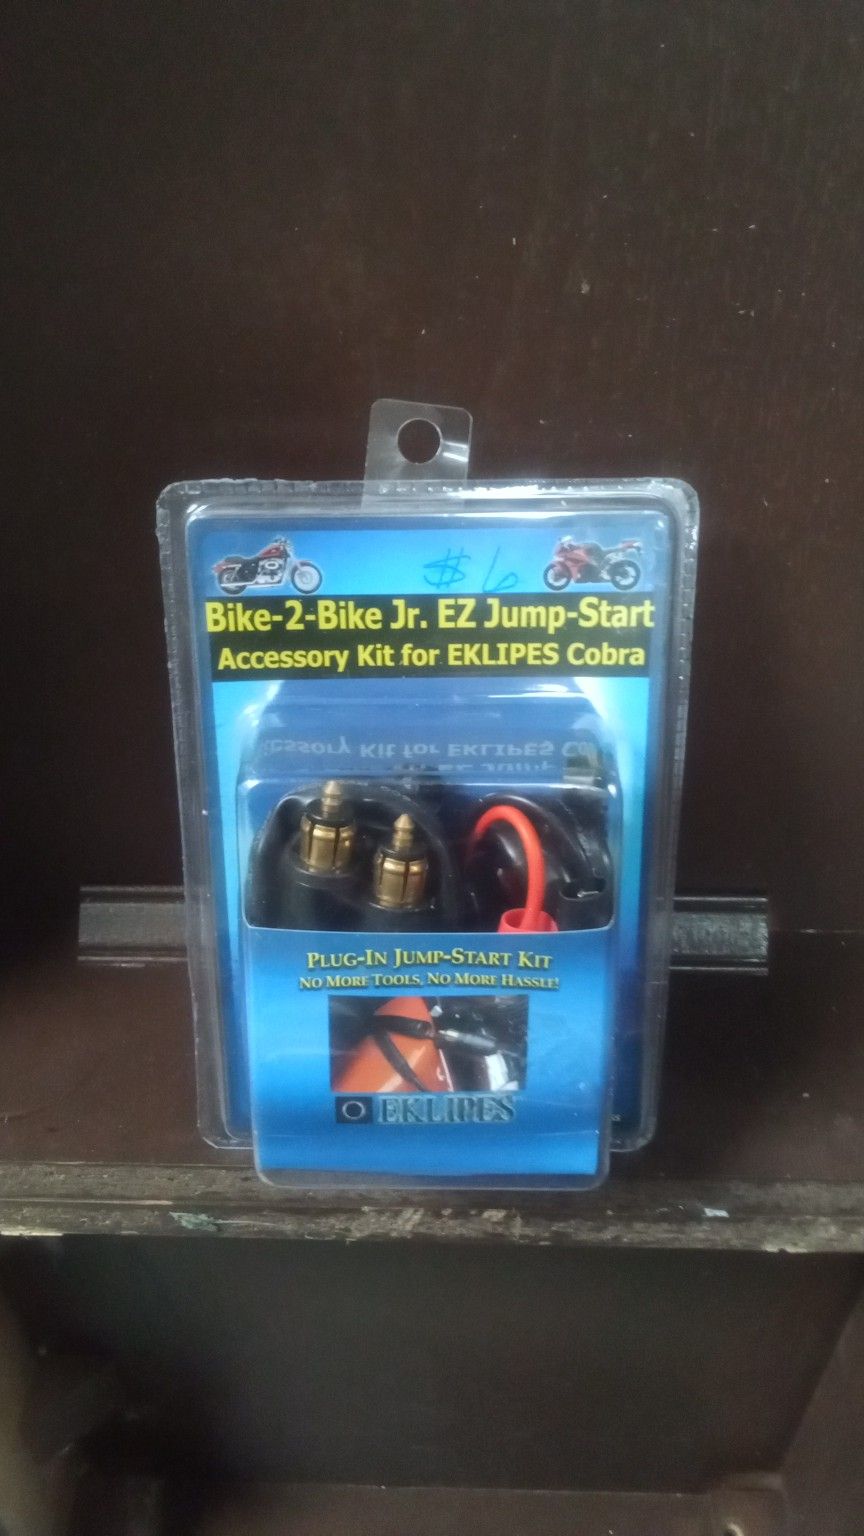 $ 6
Bike-2-Bike Jr. EZ Jump-Start
Accessory Kit for EKLIPES Cobra
Plug-In Jump-Start Kit
No More Tools, No More Hassle!
EKLIPES